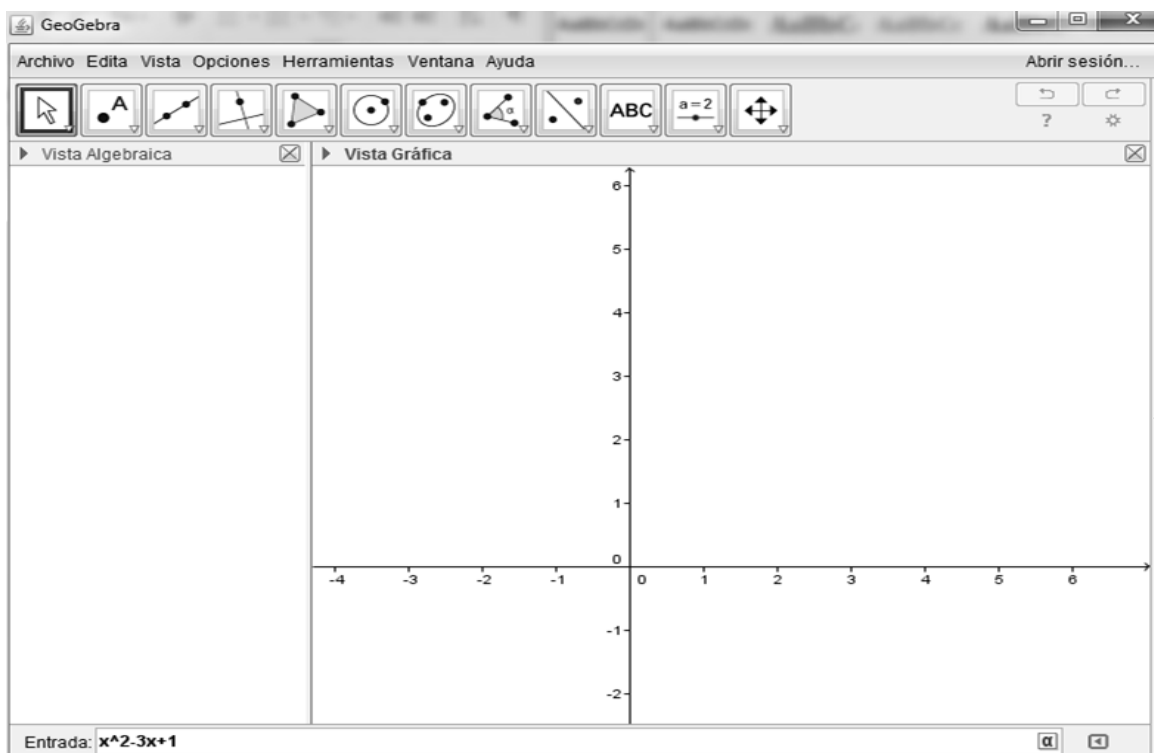 GeoGebra
Archivo Edita Vista Opciones Herramientas Ventana Ayuda Abrir sesión...
A α ABC a=2 ?
Vista Algebraica Vista Gráfica
6
5
4
3
2
1
0
-4 -3 -2 -1 0 1 2 3 4 5 6
-1
-2
Entrada: x^2-3x+1 α